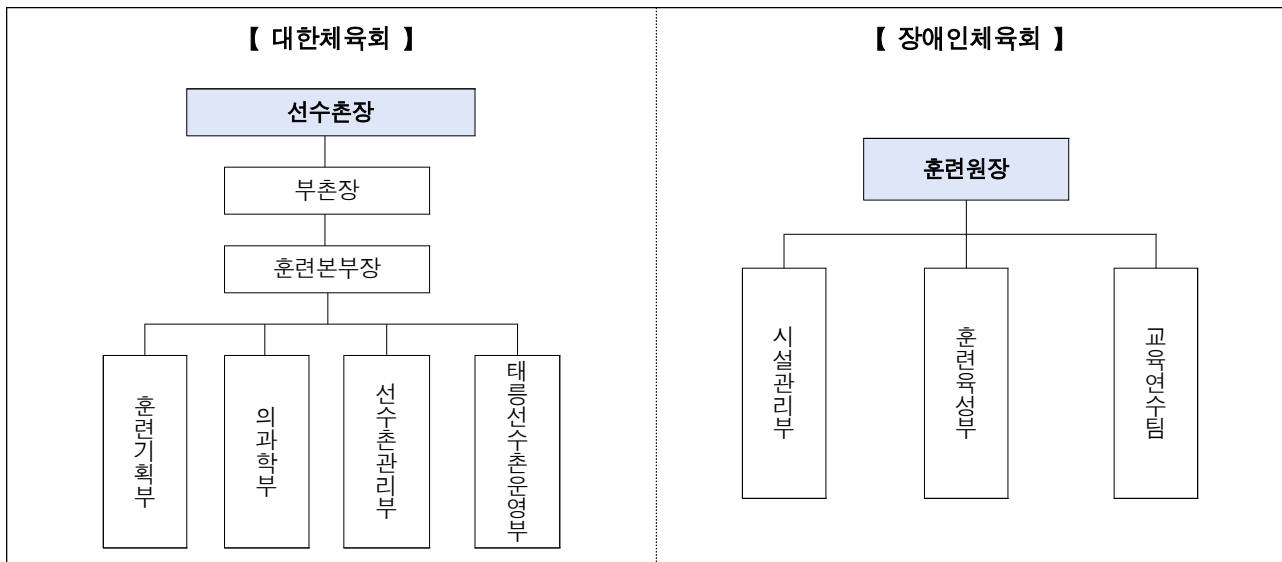 【 대한체육회 】
선수촌장
부촌장
훈련본부장
훈련기획부
의과학부
선수촌관리부
태릉선수촌운영부
【 장애인체육회 】
훈련원장
시설관리부
훈련육성부
교육연수팀